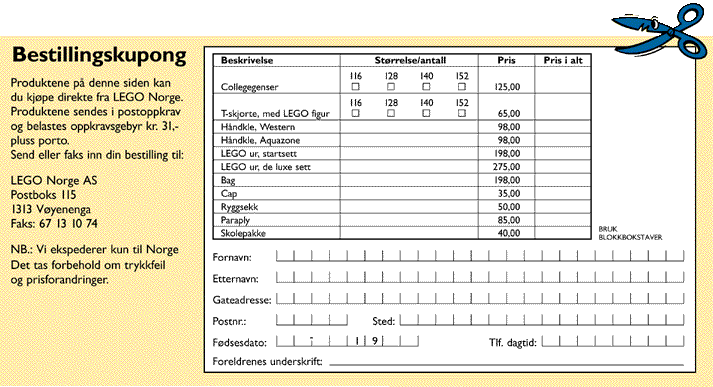 Bestillingskupong
Produktene på denne siden kan
du kjøpe direkte fra LEGO Norge.
Produktene sendes i postoppkrav
og belastes oppkravsgebyr kr. 31,-
pluss porto.
Send eller faks inn din bestilling til:
LEGO Norge AS
Postboks 115
1313 Vøyenenga
Faks: 67 13 10 74
NB.: Vi ekspederer kun til Norge
Det tas forbehold om trykkfeil
og prisforandringer.
Beskrivelse Størrelse/antall Pris Pris i alt
116 128 140 152
Collegegenser 125,00
116 128 140 152
T-skjorte, med LEGO figur 65,00
Håndkle, Western 98,00
Håndkle, Aquazone 98,00
LEGO ur, startsett 198,00
LEGO ur, de luxe sett 275,00
Bag 198,00
Cap 35,00
Ryggsekk 50,00
Paraply 85,00
Skolepakke 40,00
BRUK
BLOKKBOKSTAVER
Fornavn:
Etternavn:
Gateadresse:
Postnr.: Sted:
Fødsesdato: - 1 9 Tlf. dagtid:
Foreldrenes underskrift: